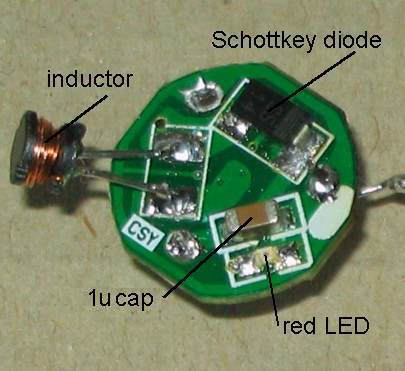 Schottkey diode
inductor
CSY
1u cap
red LED